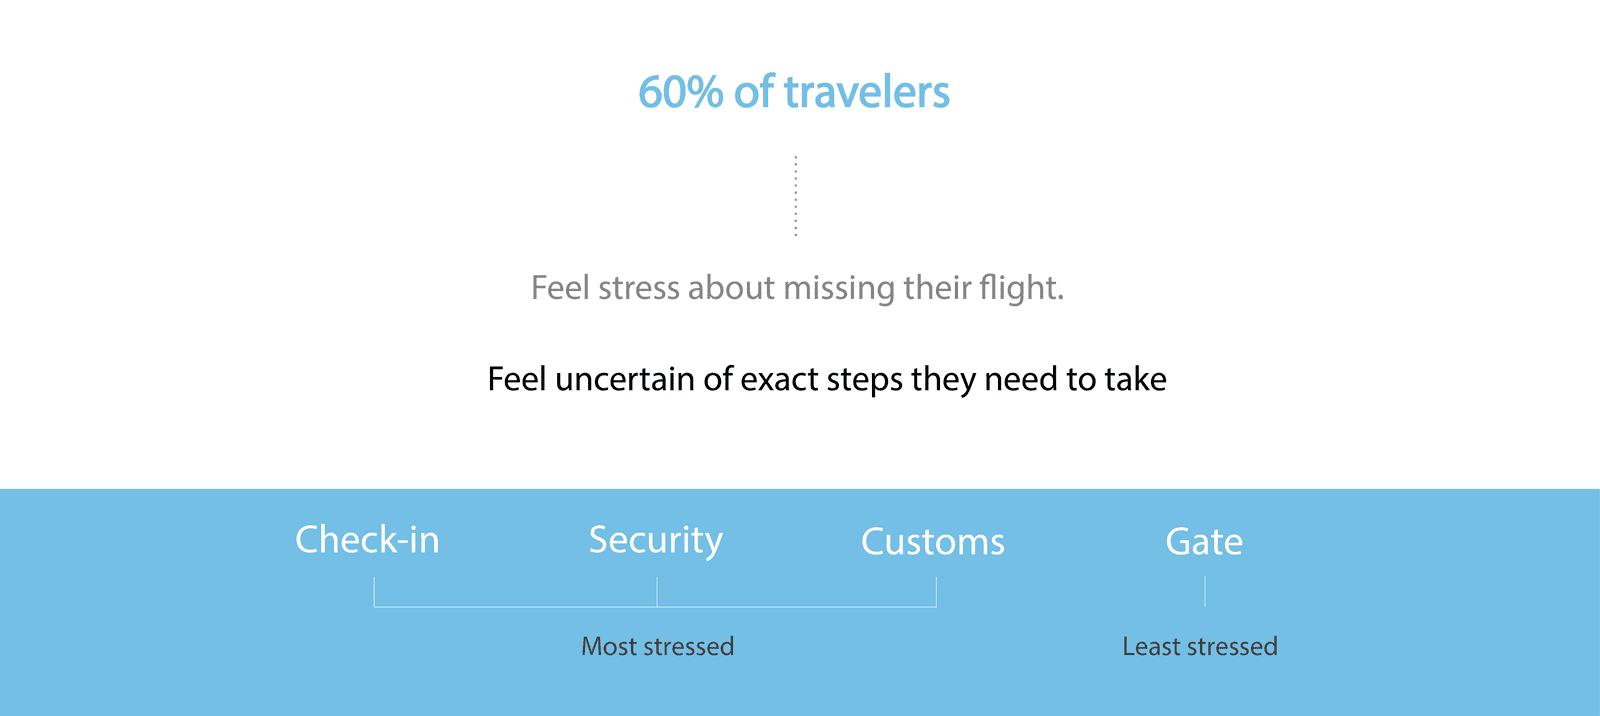 60% of travelers
Feel stress about missing their flight.
Feel uncertain of exact steps they need to take
Check-in Security Customs Gate
Most stressed Least stressed